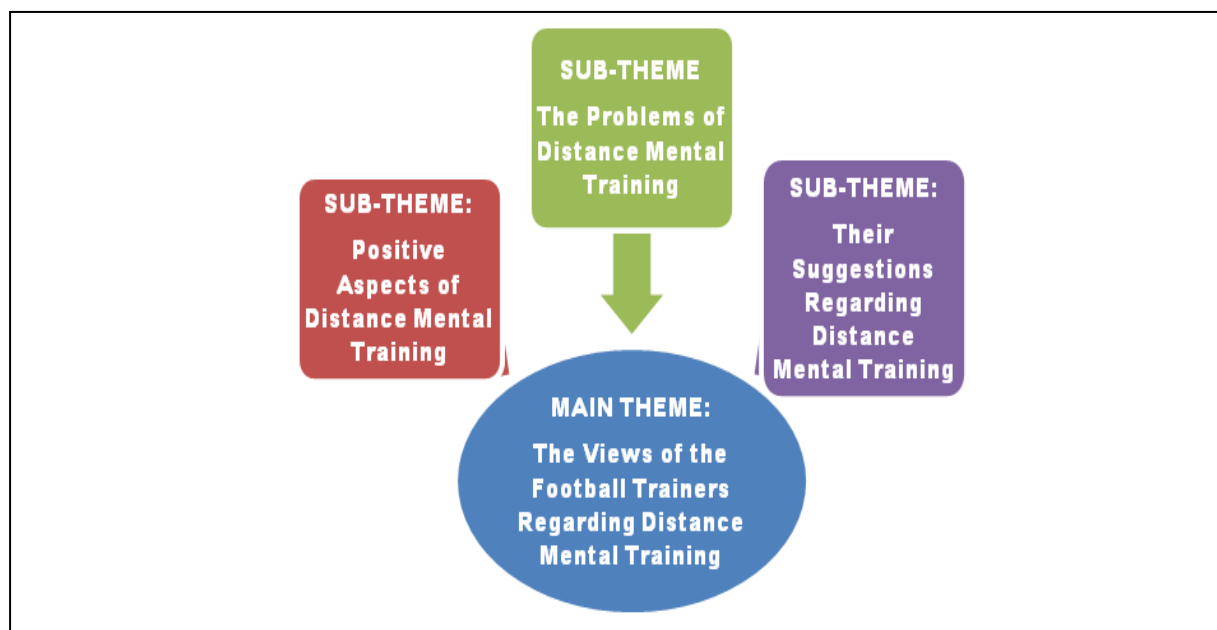 SUB-THEME
The Problems of
Distance Mental
Training
SUB-THEME:
Positive
Aspects of
Distance Mental
Training
SUB-THEME:
Their
Suggestions
Regarding
Distance
Mental Training
MAIN THEME:
The Views of the
Football Trainers
Regarding Distance
Mental Training